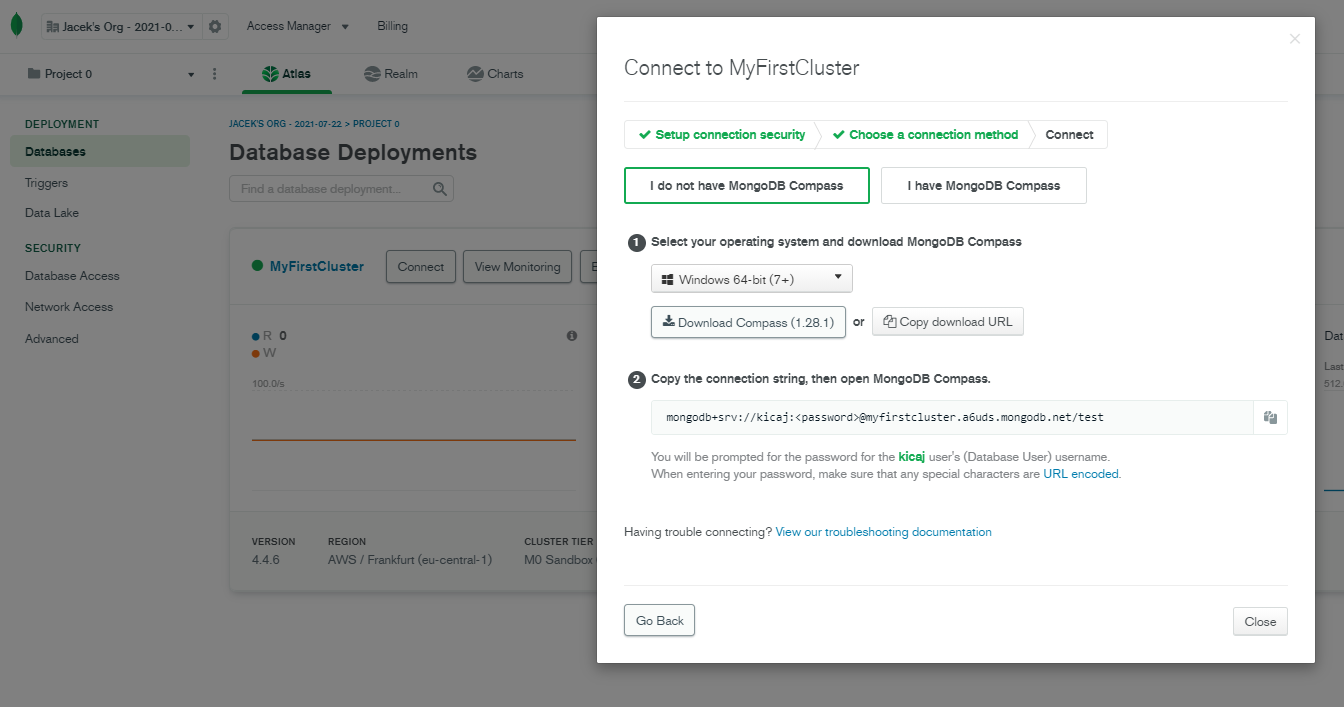 Jacek's Org - 2021-0...
Access Manager
Billing
Project 0
Atlas
Realm
Charts
DEPLOYMENT
Databases
Triggers
Data Lake
SECURITY
Database Access
Network Access
Advanced
JACEK'S ORG - 2021-07-22 > PROJECT 0
Database Deployments
Find a database deployment...
MyFirstCluster
Connect
View Monitoring
R 0
W
100.0/s
VERSION
4.4.6
REGION
AWS / Frankfurt (eu-central-1)
CLUSTER TIER
M0 Sandbox
Connect to MyFirstCluster
×
Setup connection security
Choose a connection method
Connect
I do not have MongoDB Compass
I have MongoDB Compass
1 Select your operating system and download MongoDB Compass
Windows 64-bit (7+)
Download Compass (1.28.1) or Copy download URL
2 Copy the connection string, then open MongoDB Compass.
mongodb+srv://kicaj:<password>@myfirstcluster.a6uds.mongodb.net/test
You will be prompted for the password for the kicaj user's (Database User) username.
When entering your password, make sure that any special characters are URL encoded.
Having trouble connecting? View our troubleshooting documentation
Go Back
Close
Dat
Last
512.